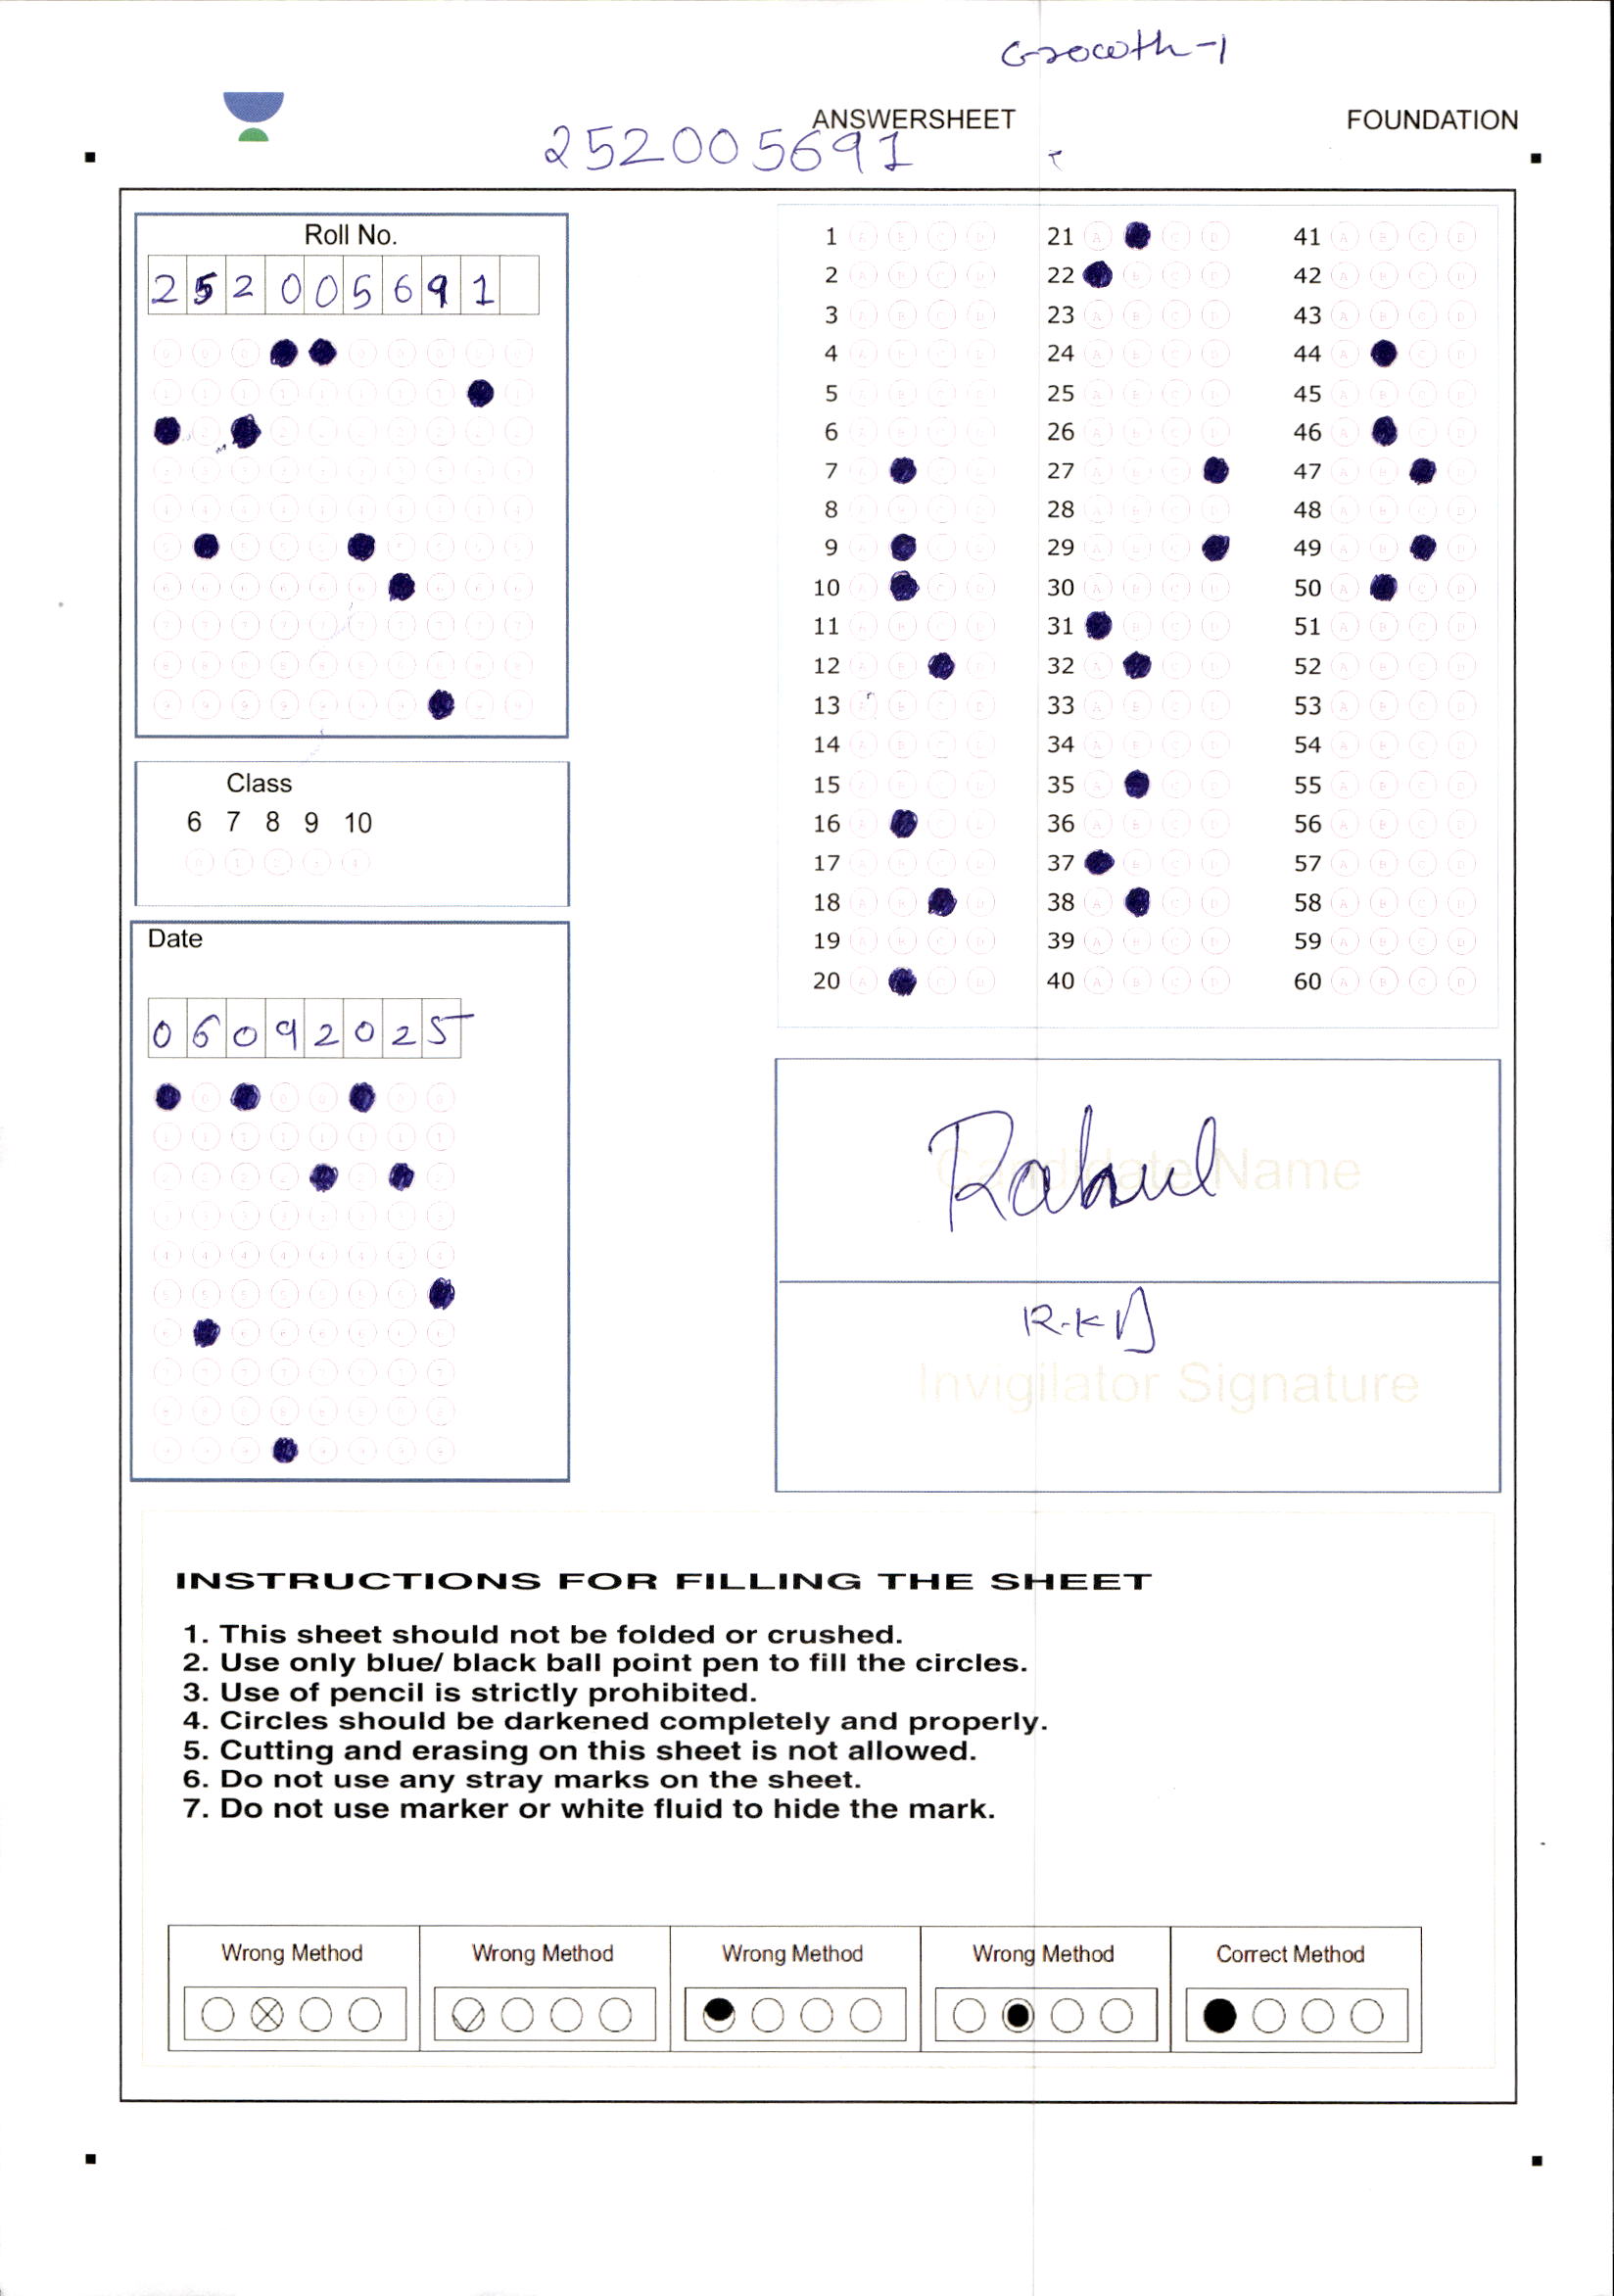 Growth-1
ANSWERSHEET
FOUNDATION
252005691
Roll No.
2 5 2 0 0 5 6 9 1
Class
6 7 8 9 10
Date
0 6 0 9 2 0 2 5
1 A B C D
2 A B C D
3 A B C D
4 A B C D
5 A B C D
6 A B C D
7 A C D
8 A B C D
9 A C D
10 A C D
11 A B C D
12 A B D
13 A B C D
14 A B C D
15 A B C D
16 A C D
17 A B C D
18 A B D
19 A B C D
20 A C D
21 A C D
22 B C D
23 A B C D
24 A B C D
25 A B C D
26 A B C D
27 A B C
28 A B C D
29 A B C
30 A B C D
31 B C D
32 A C D
33 A B C D
34 A B C D
35 A C D
36 A B C D
37 B C D
38 A C D
39 A B C D
40 A B C D
41 A B C D
42 A B C D
43 A B C D
44 A C D
45 A B C D
46 A C D
47 A B D
48 A B C D
49 A B D
50 A C D
51 A B C D
52 A B C D
53 A B C D
54 A B C D
55 A B C D
56 A B C D
57 A B C D
58 A B C D
59 A B C D
60 A B C D
Candidate Name
Rahul
R.K
Invigilator Signature
INSTRUCTIONS FOR FILLING THE SHEET
1. This sheet should not be folded or crushed.
2. Use only blue/ black ball point pen to fill the circles.
3. Use of pencil is strictly prohibited.
4. Circles should be darkened completely and properly.
5. Cutting and erasing on this sheet is not allowed.
6. Do not use any stray marks on the sheet.
7. Do not use marker or white fluid to hide the mark.
Wrong Method Wrong Method Wrong Method Wrong Method Correct Method